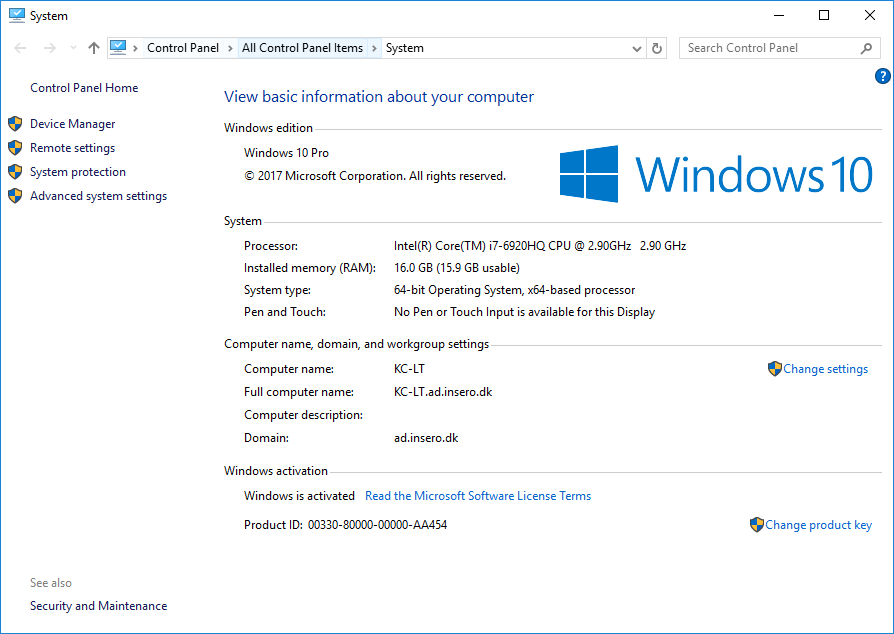 System
Control Panel > All Control Panel Items > System
Search Control Panel
?
Control Panel Home
Device Manager
Remote settings
System protection
Advanced system settings
See also
Security and Maintenance
View basic information about your computer
Windows edition
Windows 10 Pro
© 2017 Microsoft Corporation. All rights reserved.
Windows 10
System
Processor: Intel(R) Core(TM) i7-6920HQ CPU @ 2.90GHz 2.90 GHz
Installed memory (RAM): 16.0 GB (15.9 GB usable)
System type: 64-bit Operating System, x64-based processor
Pen and Touch: No Pen or Touch Input is available for this Display
Computer name, domain, and workgroup settings
Computer name: KC-LT Change settings
Full computer name: KC-LT.ad.insero.dk
Computer description:
Domain: ad.insero.dk
Windows activation
Windows is activated Read the Microsoft Software License Terms
Product ID: 00330-80000-00000-AA454 Change product key